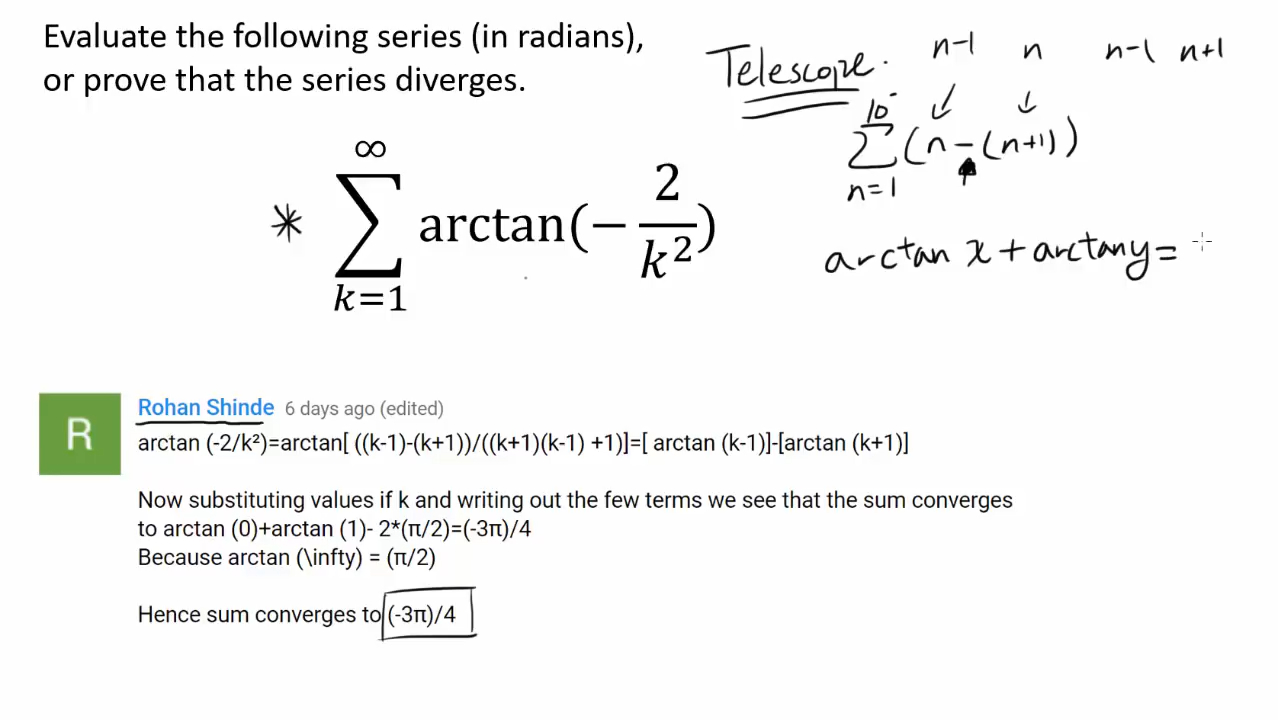 Evaluate the following series (in radians),
or prove that the series diverges.
Telescope.
n-1 n n-1 n+1
* ∞ ∑ k=1 arctan(− 2/k²)
10 ∑ n=1 (n-(n+1))
arctan x + arctan y =
R
Rohan Shinde 6 days ago (edited)
arctan (-2/k²)=arctan[ ((k-1)-(k+1))/((k+1)(k-1) +1)]=[ arctan (k-1)]-[arctan (k+1)]
Now substituting values if k and writing out the few terms we see that the sum converges
to arctan (0)+arctan (1)- 2*(π/2)=(-3π)/4
Because arctan (\infty) = (π/2)
Hence sum converges to (-3π)/4